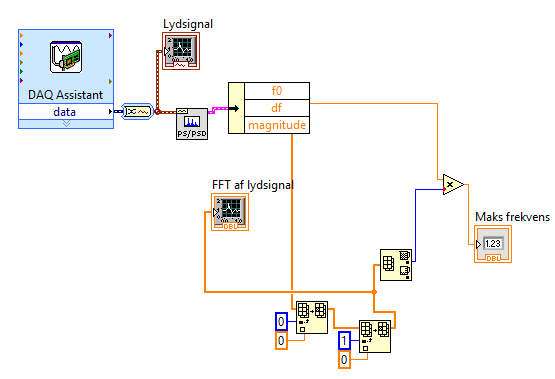 Lydsignal
DAQ Assistant
data
PS/PSD
f0
df
magnitude
FFT af lydsignal
DBL
x
Maks frekvens
1.23
DBL
0
0
1
0